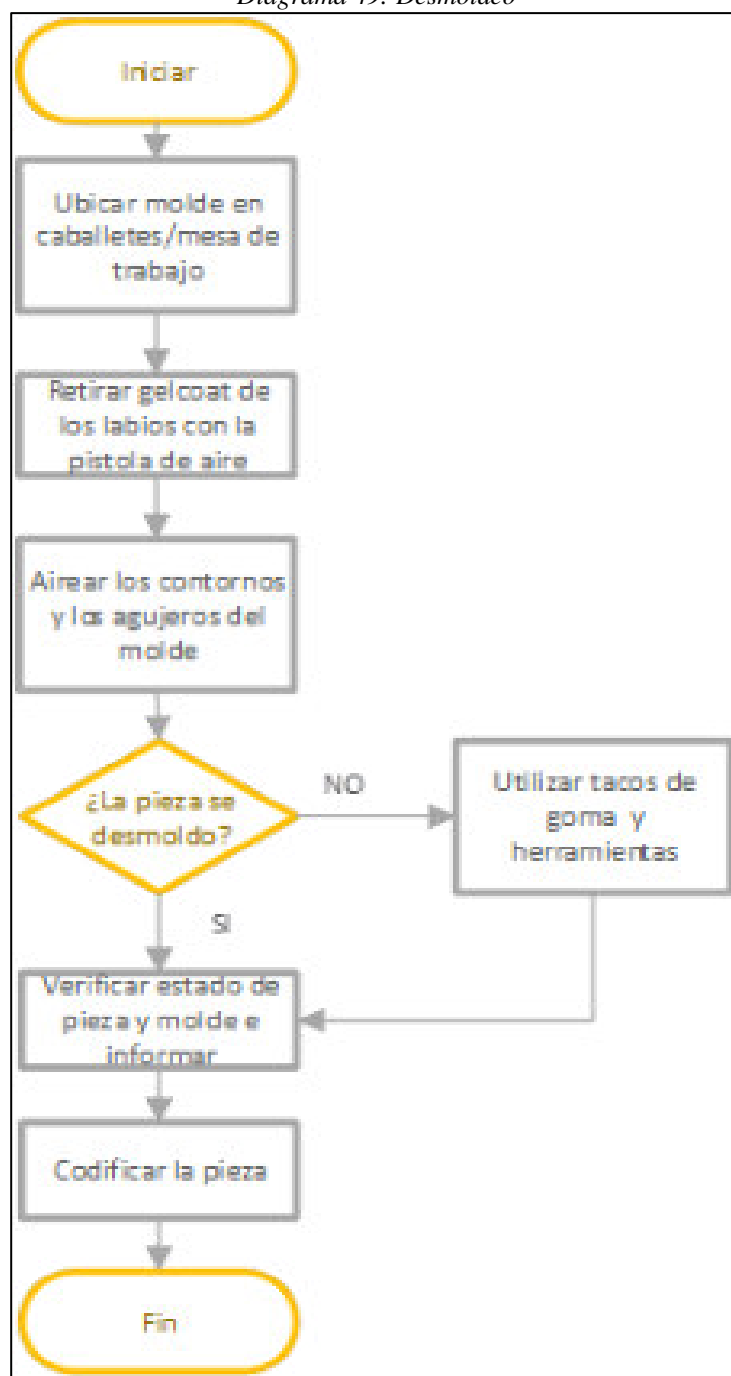 Diagrama 49. Desmoldeo
Iniciar
Ubicar molde en
caballetes/mesa de
trabajo
Retirar gelcoat de
los labios con la
pistola de aire
Airear los contornos
y los agujeros del
molde
¿La pieza se
desmoldo?
NO
Utilizar tacos de
goma y
herramientas
SI
Verificar estado de
pieza y molde e
informar
Codificar la pieza
Fin